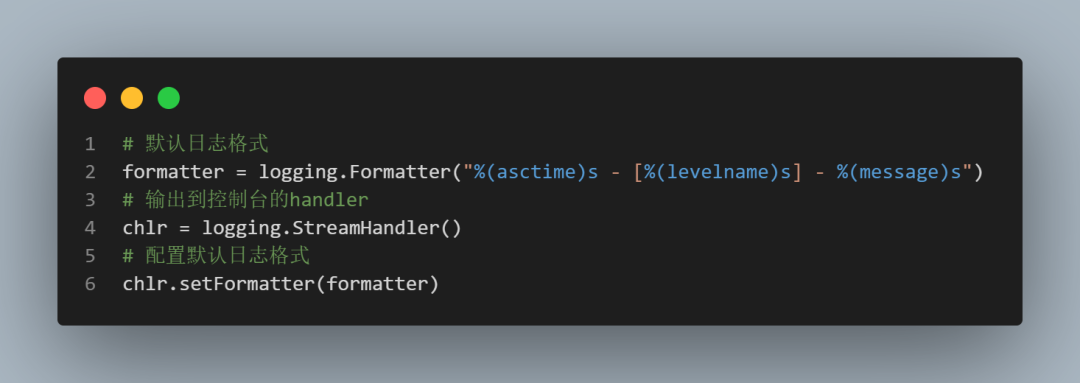 1 # 默认日志格式
2 formatter = logging.Formatter("%(asctime)s - [%(levelname)s] - %(message)s")
3 # 输出到控制台的handler
4 chlr = logging.StreamHandler()
5 # 配置默认日志格式
6 chlr.setFormatter(formatter)